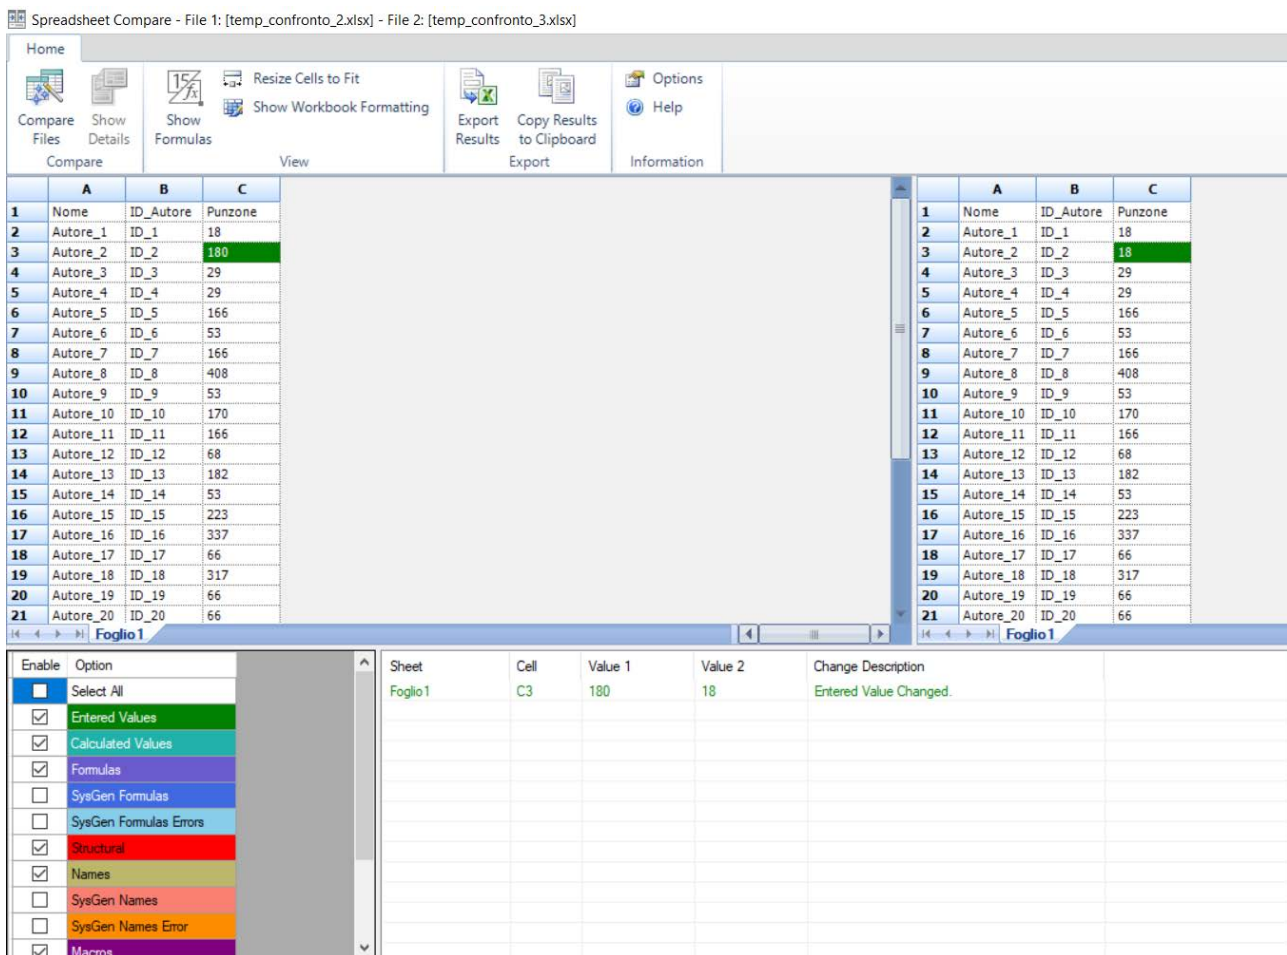 Spreadsheet Compare - File 1: [temp_confronto_2.xlsx] - File 2: [temp_confronto_3.xlsx]
Home
Compare Files
Show Details
Compare
Show Formulas
Resize Cells to Fit
Show Workbook Formatting
View
Export Results
Copy Results to Clipboard
Export
Options
Help
Information
A B C
1 Nome ID_Autore Punzone
2 Autore_1 ID_1 18
3 Autore_2 ID_2 180
4 Autore_3 ID_3 29
5 Autore_4 ID_4 29
6 Autore_5 ID_5 166
7 Autore_6 ID_6 53
8 Autore_7 ID_7 166
9 Autore_8 ID_8 408
10 Autore_9 ID_9 53
11 Autore_10 ID_10 170
12 Autore_11 ID_11 166
13 Autore_12 ID_12 68
14 Autore_13 ID_13 182
15 Autore_14 ID_14 53
16 Autore_15 ID_15 223
17 Autore_16 ID_16 337
18 Autore_17 ID_17 66
19 Autore_18 ID_18 317
20 Autore_19 ID_19 66
21 Autore_20 ID_20 66
Foglio1
A B C
1 Nome ID_Autore Punzone
2 Autore_1 ID_1 18
3 Autore_2 ID_2 18
4 Autore_3 ID_3 29
5 Autore_4 ID_4 29
6 Autore_5 ID_5 166
7 Autore_6 ID_6 53
8 Autore_7 ID_7 166
9 Autore_8 ID_8 408
10 Autore_9 ID_9 53
11 Autore_10 ID_10 170
12 Autore_11 ID_11 166
13 Autore_12 ID_12 68
14 Autore_13 ID_13 182
15 Autore_14 ID_14 53
16 Autore_15 ID_15 223
17 Autore_16 ID_16 337
18 Autore_17 ID_17 66
19 Autore_18 ID_18 317
20 Autore_19 ID_19 66
21 Autore_20 ID_20 66
Foglio1
Enable Option
Select All
Entered Values
Calculated Values
Formulas
SysGen Formulas
SysGen Formulas Errors
Structural
Names
SysGen Names
SysGen Names Error
Macros
Sheet Cell Value 1 Value 2 Change Description
Foglio1 C3 180 18 Entered Value Changed.